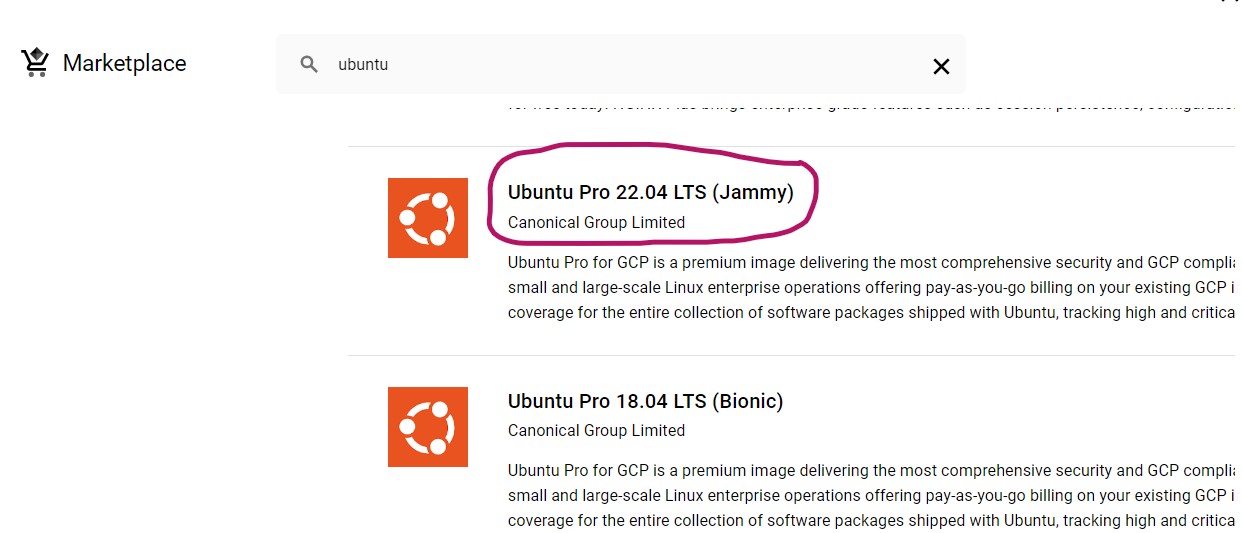 Marketplace
ubuntu
Ubuntu Pro 22.04 LTS (Jammy)
Canonical Group Limited
Ubuntu Pro for GCP is a premium image delivering the most comprehensive security and GCP compli
small and large-scale Linux enterprise operations offering pay-as-you-go billing on your existing GCP i
coverage for the entire collection of software packages shipped with Ubuntu, tracking high and critica
Ubuntu Pro 18.04 LTS (Bionic)
Canonical Group Limited
Ubuntu Pro for GCP is a premium image delivering the most comprehensive security and GCP compli
small and large-scale Linux enterprise operations offering pay-as-you-go billing on your existing GCP i
coverage for the entire collection of software packages shipped with Ubuntu, tracking high and critica